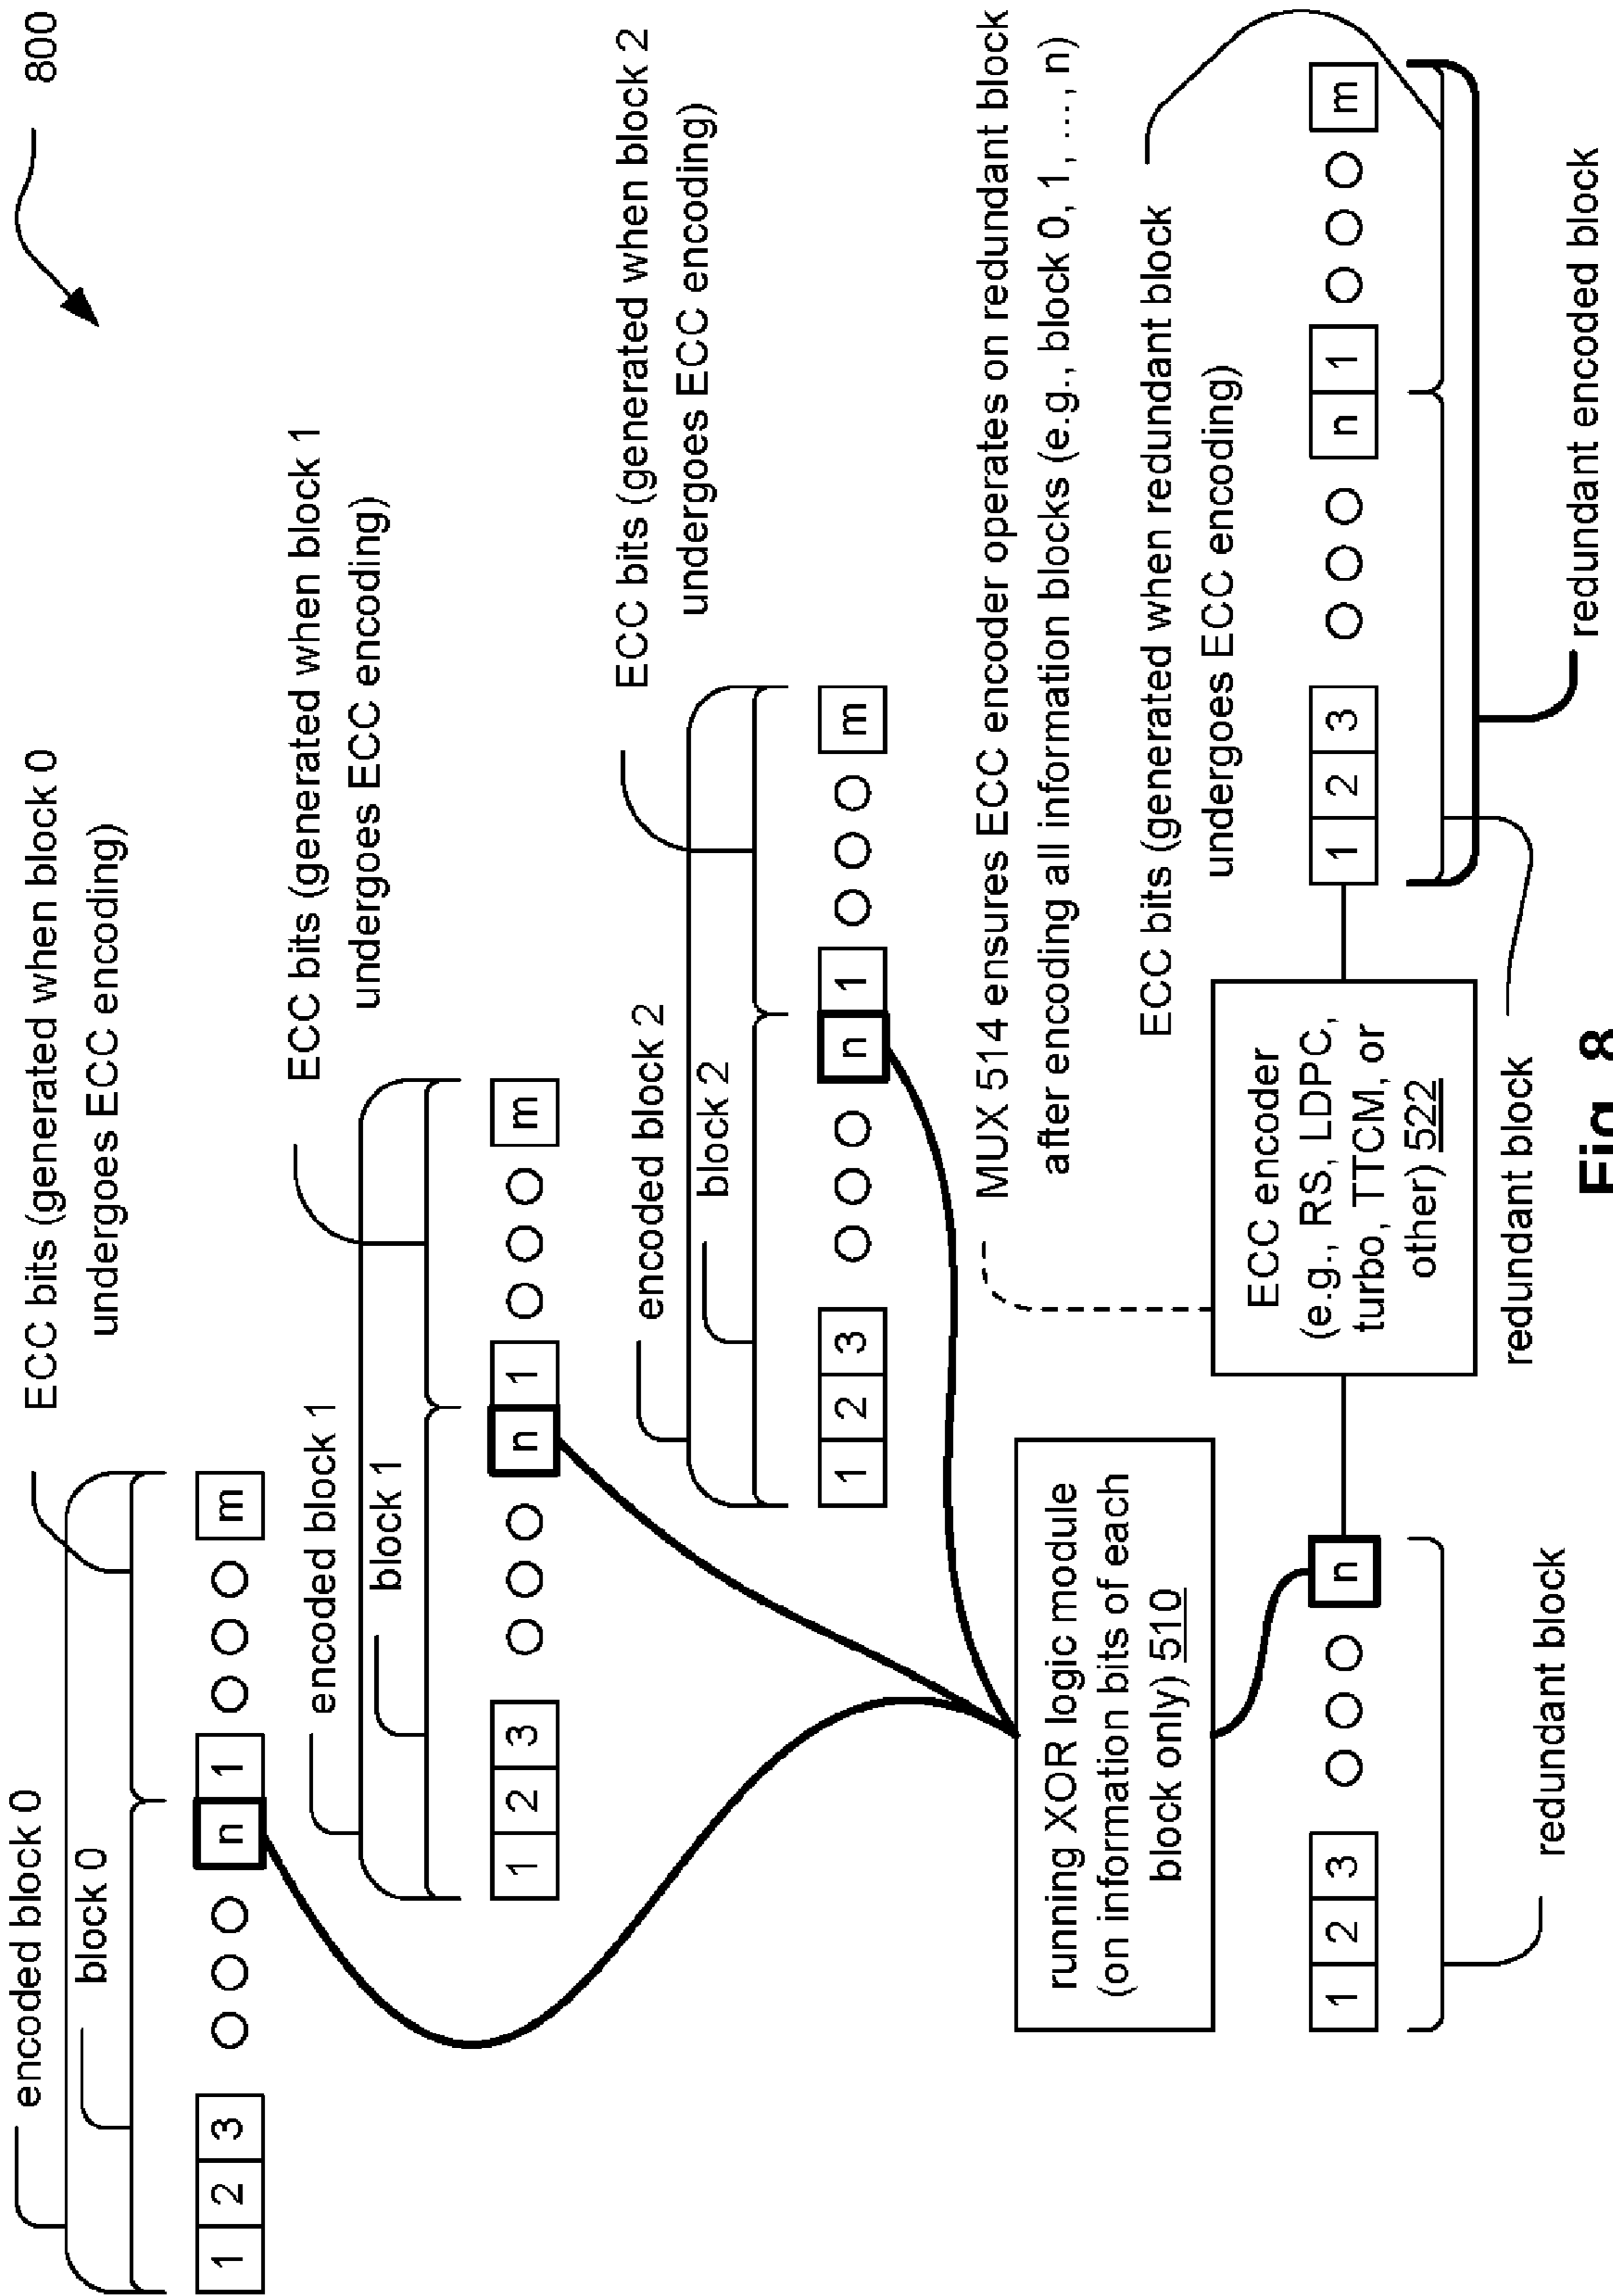 800
encoded block 0
block 0
ECC bits (generated when block 0
undergoes ECC encoding)
1 2 3 n 1 m
encoded block 1
block 1
ECC bits (generated when block 1
undergoes ECC encoding)
1 2 3 n 1 m
encoded block 2
block 2
ECC bits (generated when block 2
undergoes ECC encoding)
1 2 3 n 1 m
MUX 514 ensures ECC encoder operates on redundant block
after encoding all information blocks (e.g., block 0, 1, ..., n)
running XOR logic module
(on information bits of each
block only) 510
ECC bits (generated when redundant block
undergoes ECC encoding)
1 2 3 n
ECC encoder
(e.g., RS, LDPC,
turbo, TTCM, or
other) 522
1 2 3 n 1 m
redundant block
redundant block
redundant encoded block
Fig. 8